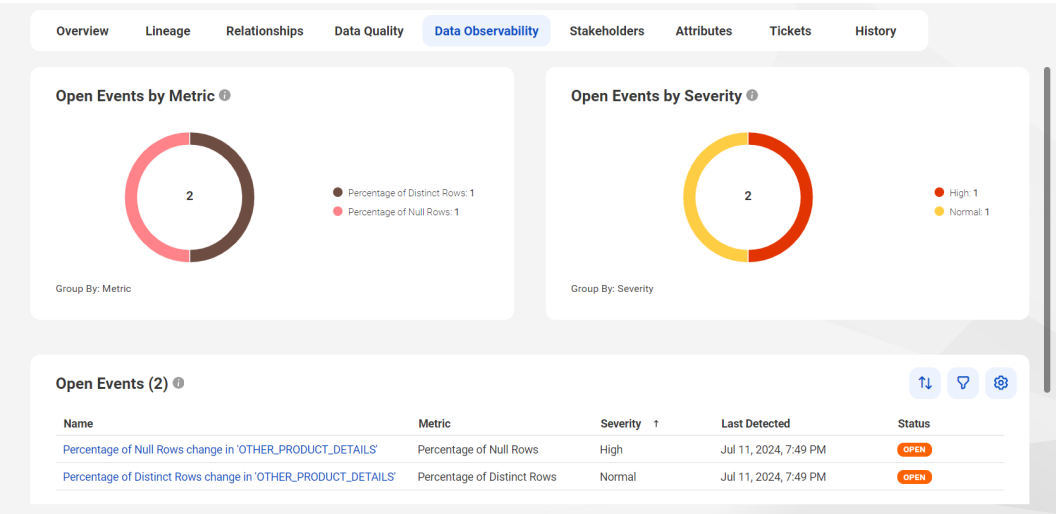 Overview Lineage Relationships Data Quality Data Observability Stakeholders Attributes Tickets History
Open Events by Metric
2
Percentage of Distinct Rows: 1
Percentage of Null Rows: 1
Group By: Metric
Open Events by Severity
2
High: 1
Normal: 1
Group By: Severity
Open Events (2)
Name Metric Severity ↑ Last Detected Status
Percentage of Null Rows change in 'OTHER_PRODUCT_DETAILS' Percentage of Null Rows High Jul 11, 2024, 7:49 PM OPEN
Percentage of Distinct Rows change in 'OTHER_PRODUCT_DETAILS' Percentage of Distinct Rows Normal Jul 11, 2024, 7:49 PM OPEN